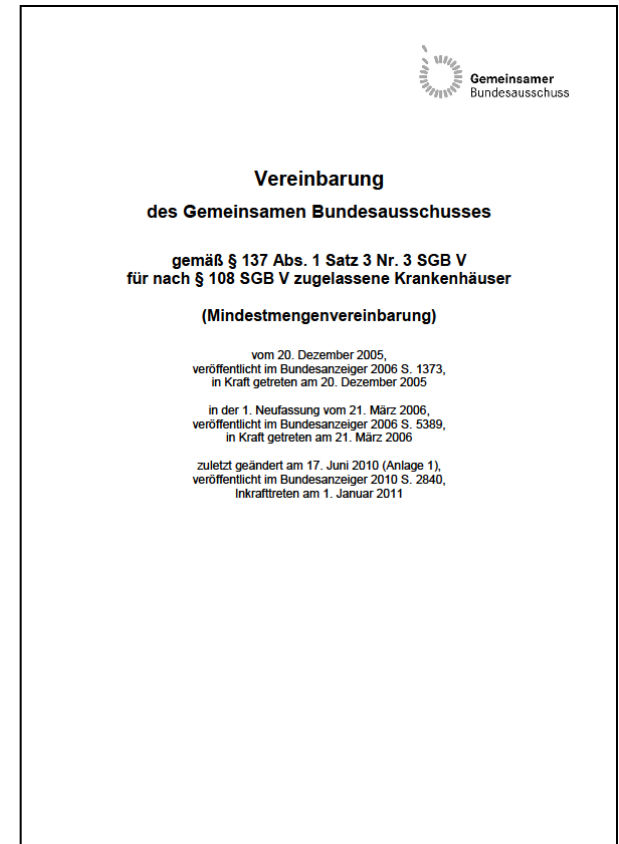 Gemeinsamer
Bundesausschuss
Vereinbarung
des Gemeinsamen Bundesausschusses
gemäß § 137 Abs. 1 Satz 3 Nr. 3 SGB V
für nach § 108 SGB V zugelassene Krankenhäuser
(Mindestmengenvereinbarung)
vom 20. Dezember 2005,
veröffentlicht im Bundesanzeiger 2006 S. 1373,
in Kraft getreten am 20. Dezember 2005
in der 1. Neufassung vom 21. März 2006,
veröffentlicht im Bundesanzeiger 2006 S. 5389,
in Kraft getreten am 21. März 2006
zuletzt geändert am 17. Juni 2010 (Anlage 1),
veröffentlicht im Bundesanzeiger 2010 S. 2840,
Inkrafttreten am 1. Januar 2011